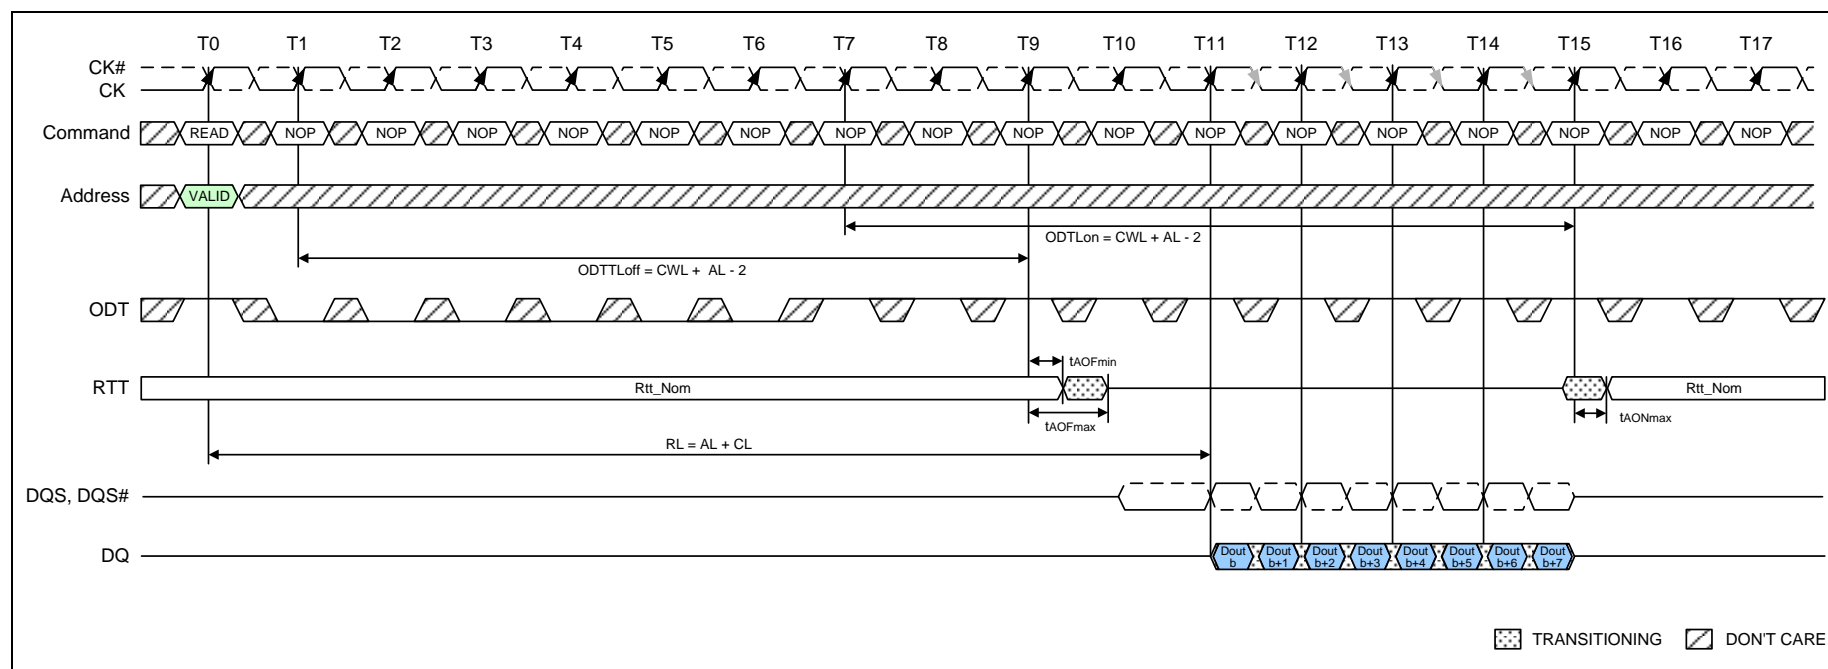 T0 T1 T2 T3 T4 T5 T6 T7 T8 T9 T10 T11 T12 T13 T14 T15 T16 T17
CK#
CK
Command READ NOP NOP NOP NOP NOP NOP NOP NOP NOP NOP NOP NOP NOP NOP NOP NOP NOP
Address VALID
ODTLon = CWL + AL - 2
ODTTLoff = CWL + AL - 2
ODT
tAOFmin
RTT Rtt_Nom Rtt_Nom
tAOFmax tAONmax
RL = AL + CL
DQS, DQS#
DQ Dout b Dout b+1 Dout b+2 Dout b+3 Dout b+4 Dout b+5 Dout b+6 Dout b+7
TRANSITIONING DON'T CARE